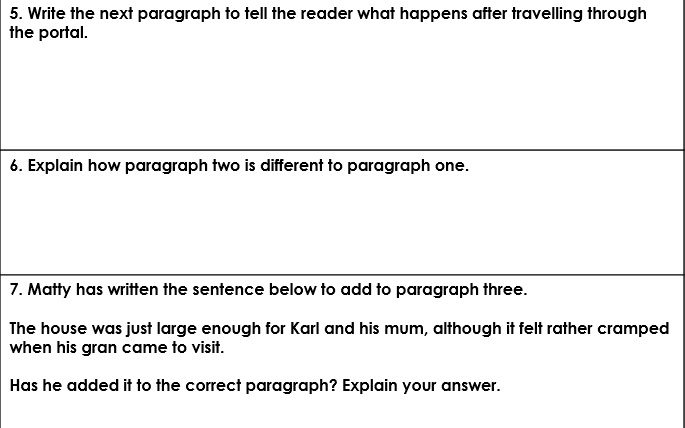 5. Write the next paragraph to tell the reader what happens after travelling through
the portal.
6. Explain how paragraph two is different to paragraph one.
7. Matty has written the sentence below to add to paragraph three.
The house was just large enough for Karl and his mum, although it felt rather cramped
when his gran came to visit.
Has he added it to the correct paragraph? Explain your answer.